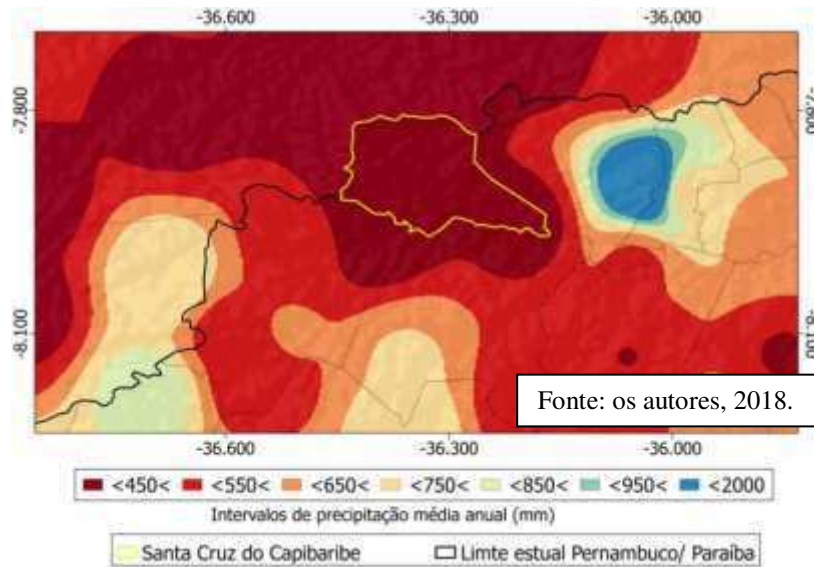 -36.600 -36.300 -36.000
-7.800
-7.800
-8.100
-8.100
Fonte: os autores, 2018.
-36.600 -36.300 -36.000
<450< <550< <650< <750< <850< <950< <2000
Intervalos de precipitação média anual (mm)
Santa Cruz do Capibaribe Limte estual Pernambuco/ Paraíba